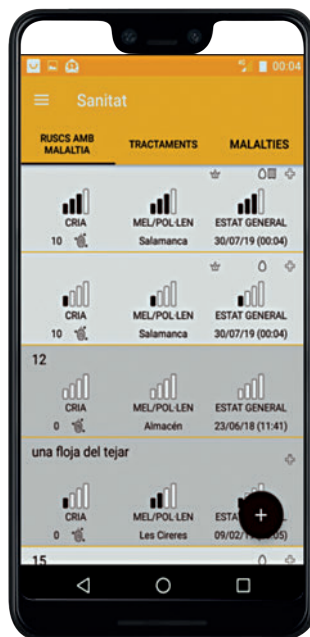 00:04
Sanitat
RUSCS AMB MALALTIA
TRACTAMENTS
MALALTIES
CRIA
MEL/POL·LEN
ESTAT GENERAL
10
Salamanca
30/07/19 (00:04)
CRIA
MEL/POL·LEN
ESTAT GENERAL
10
Salamanca
30/07/19 (00:04)
12
CRIA
MEL/POL·LEN
ESTAT GENERAL
0
Almacén
23/06/18 (11:41)
una floja del tejar
CRIA
MEL/POL·LEN
0
Les Cireres
15